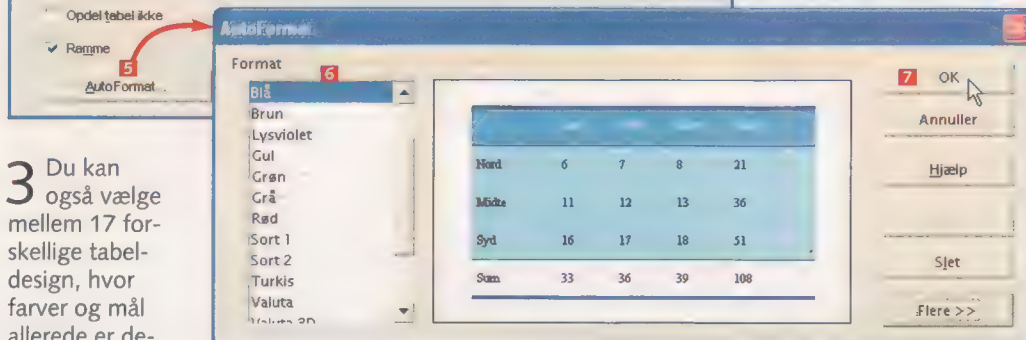 Opdel tabel ikke
Ramme
5
AutoFormat...
AutoFormat
Format
6
Blå
Brun
Lysviolet
Gul
Grøn
Grå
Rød
Sort 1
Sort 2
Turkis
Valuta
Valuta 3D
Nord 6 7 8 21
Midte 11 12 13 36
Syd 16 17 18 51
Sum 33 36 39 108
7 OK
Annuller
Hjælp
Slet
Flere >>
3 Du kan
også vælge
mellem 17 for-
skellige tabel-
design, hvor
farver og mål
allerede er de-